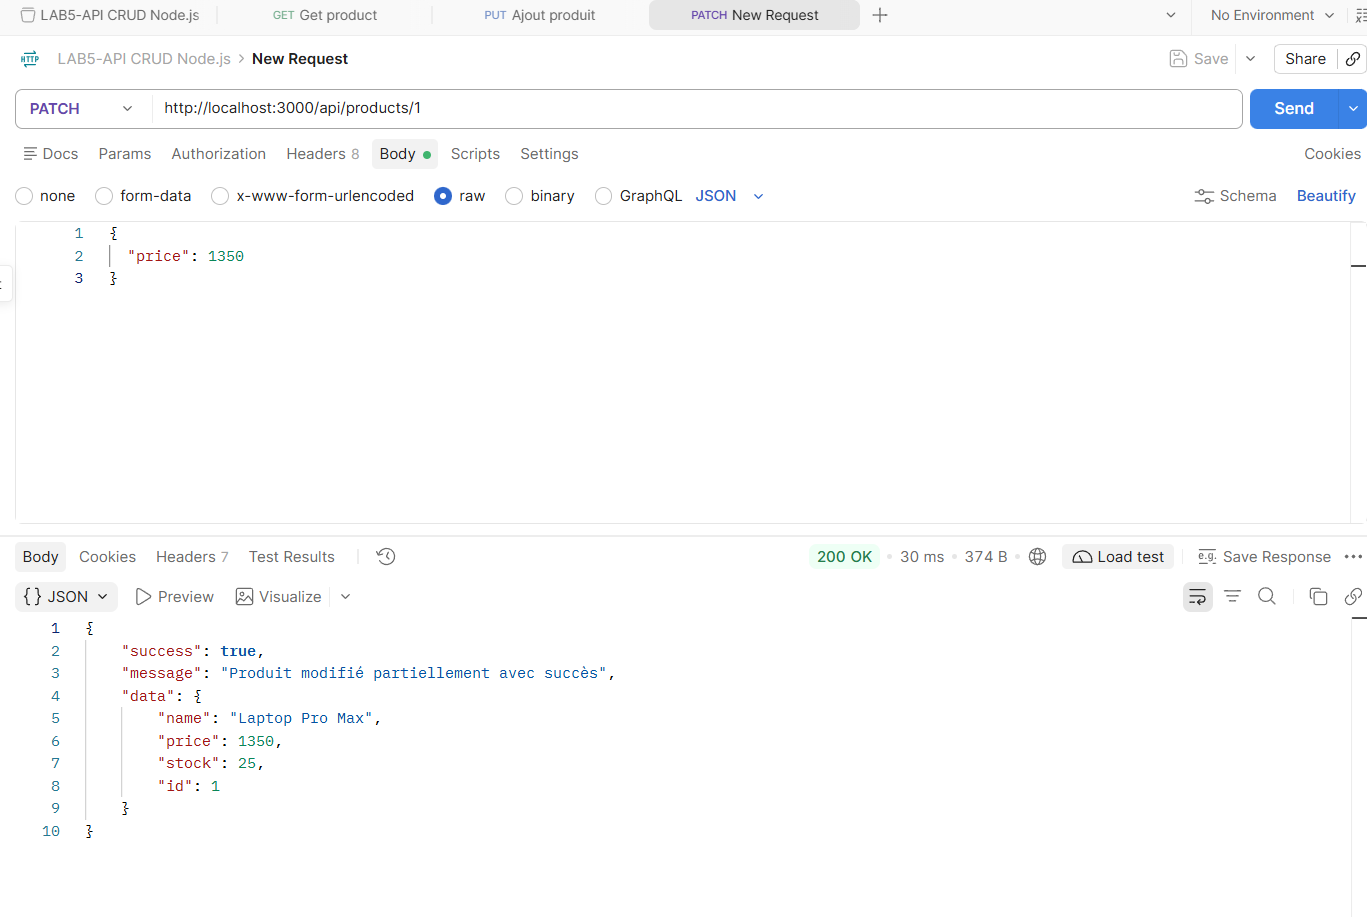 LAB5-API CRUD Node.js GET Get product PUT Ajout produit PATCH New Request No Environment
HTTP LAB5-API CRUD Node.js > New Request Save Share
PATCH http://localhost:3000/api/products/1 Send
Docs Params Authorization Headers 8 Body Scripts Settings Cookies
none form-data x-www-form-urlencoded raw binary GraphQL JSON Schema Beautify
1 {
2 "price": 1350
3 }
Body Cookies Headers 7 Test Results 200 OK 30 ms 374 B Load test e.g. Save Response
{} JSON Preview Visualize
1 {
2 "success": true,
3 "message": "Produit modifié partiellement avec succès",
4 "data": {
5 "name": "Laptop Pro Max",
6 "price": 1350,
7 "stock": 25,
8 "id": 1
9 }
10 }